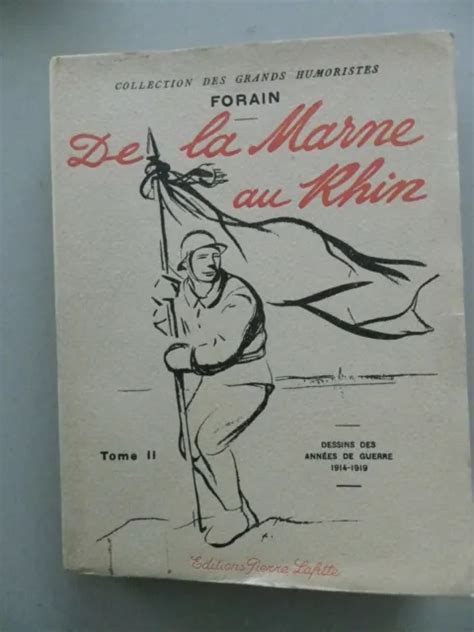 COLLECTION DES GRANDS HUMORISTES
FORAIN
De la Marne
au Rhin
Tome II
DESSINS DES
ANNÉES DE GUERRE
1914-1919
Editions Pierre Lafitte